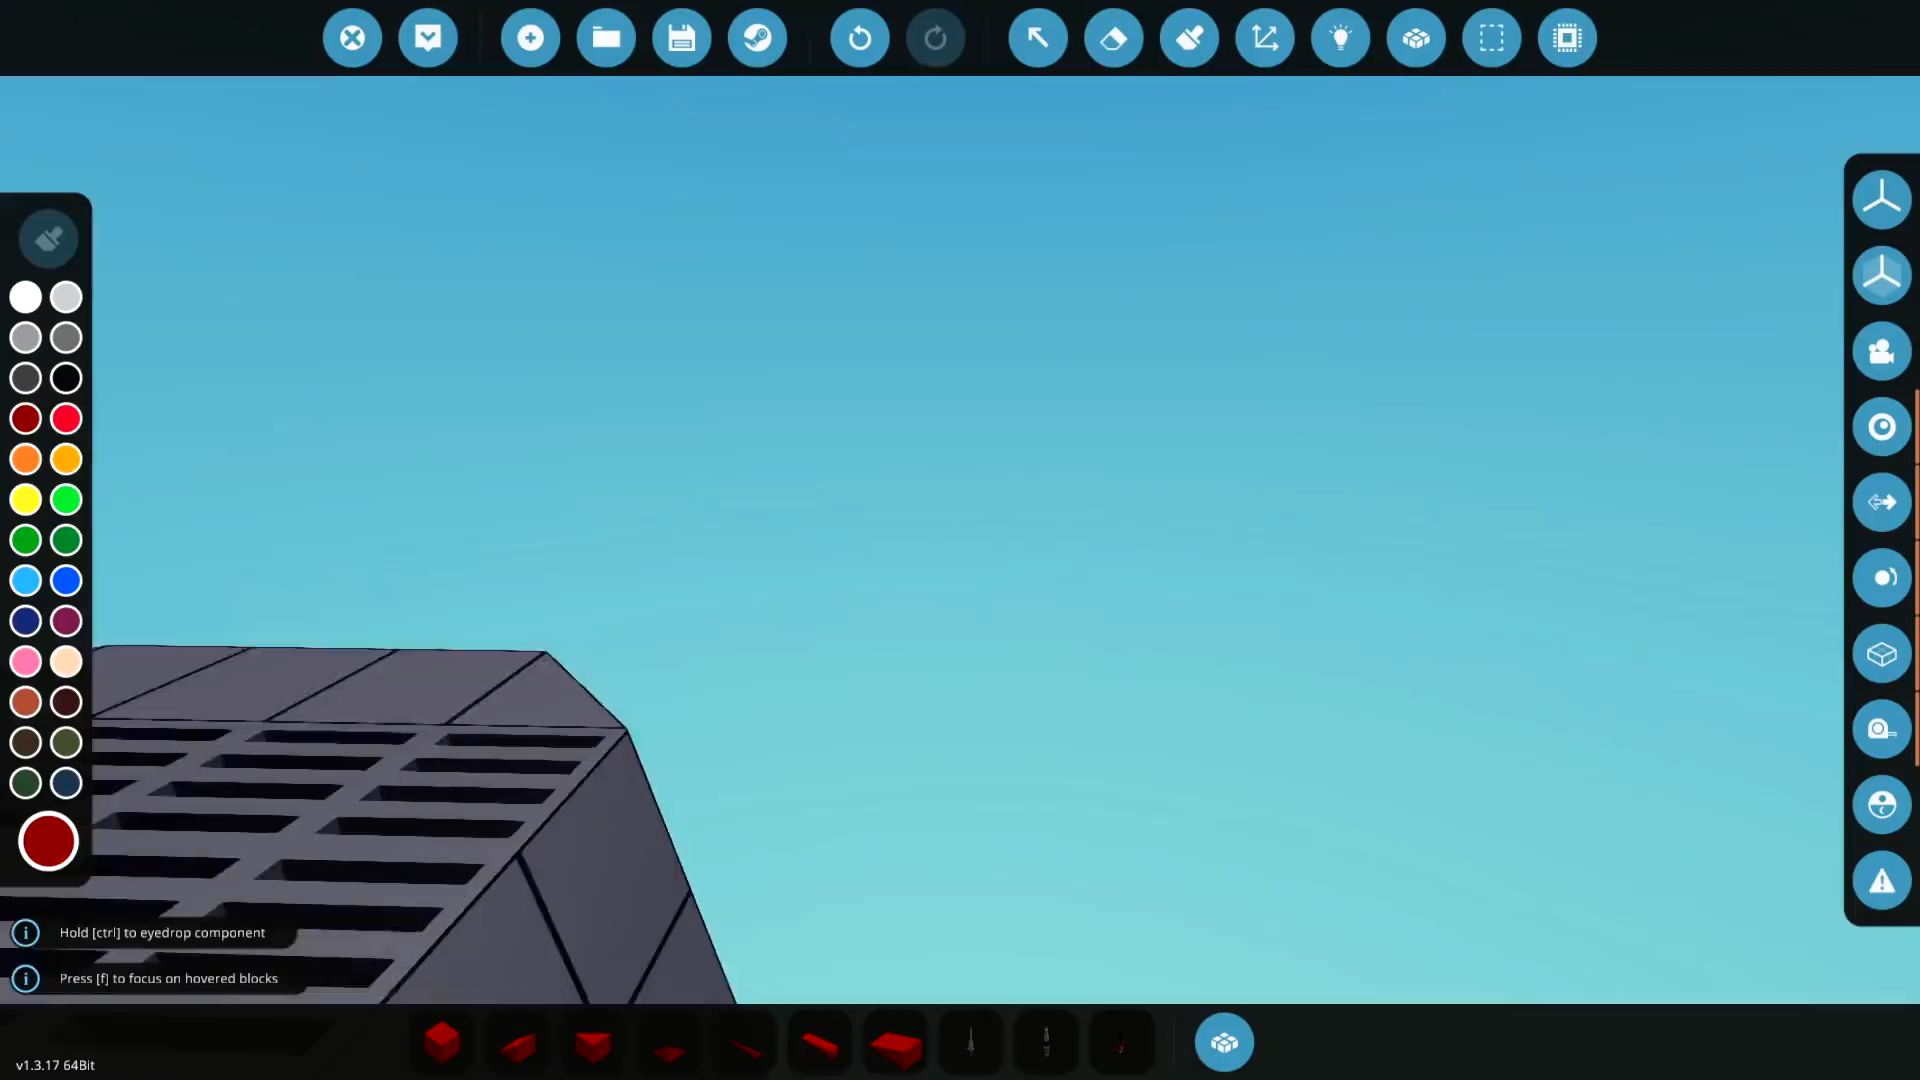 Hold [ctrl] to eyedrop component
Press [f] to focus on hovered blocks
v1.3.17 64Bit